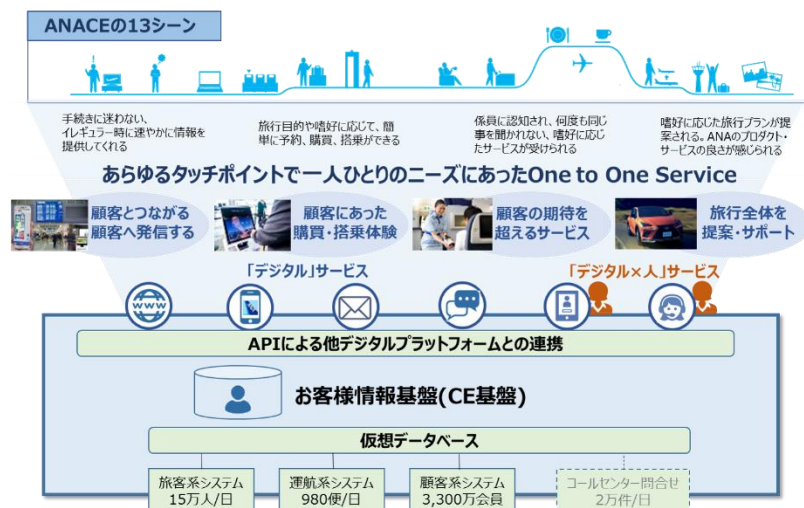 ANACEの13シーン
手続きに迷わない、
イレギュラー時に速やかに情報を
提供してくれる
旅行目的や嗜好に応じて、簡
単に予約、購買、搭乗ができる
係員に認知され、何度も同じ
事を聞かれない、嗜好に応じ
たサービスが受けられる
嗜好に応じた旅行プランが提
案される。ANAのプロダクト・
サービスの良さが感じられる
あらゆるタッチポイントで一人ひとりのニーズにあったOne to One Service
顧客とつながる
顧客へ発信する
顧客にあった
購買・搭乗体験
顧客の期待を
超えるサービス
旅行全体を
提案・サポート
「デジタル」サービス
「デジタル×人」サービス
www
APIによる他デジタルプラットフォームとの連携
お客様情報基盤(CE基盤)
仮想データベース
旅客系システム
15万人/日
運航系システム
980便/日
顧客系システム
3,300万会員
コールセンター問合せ
2万件/日